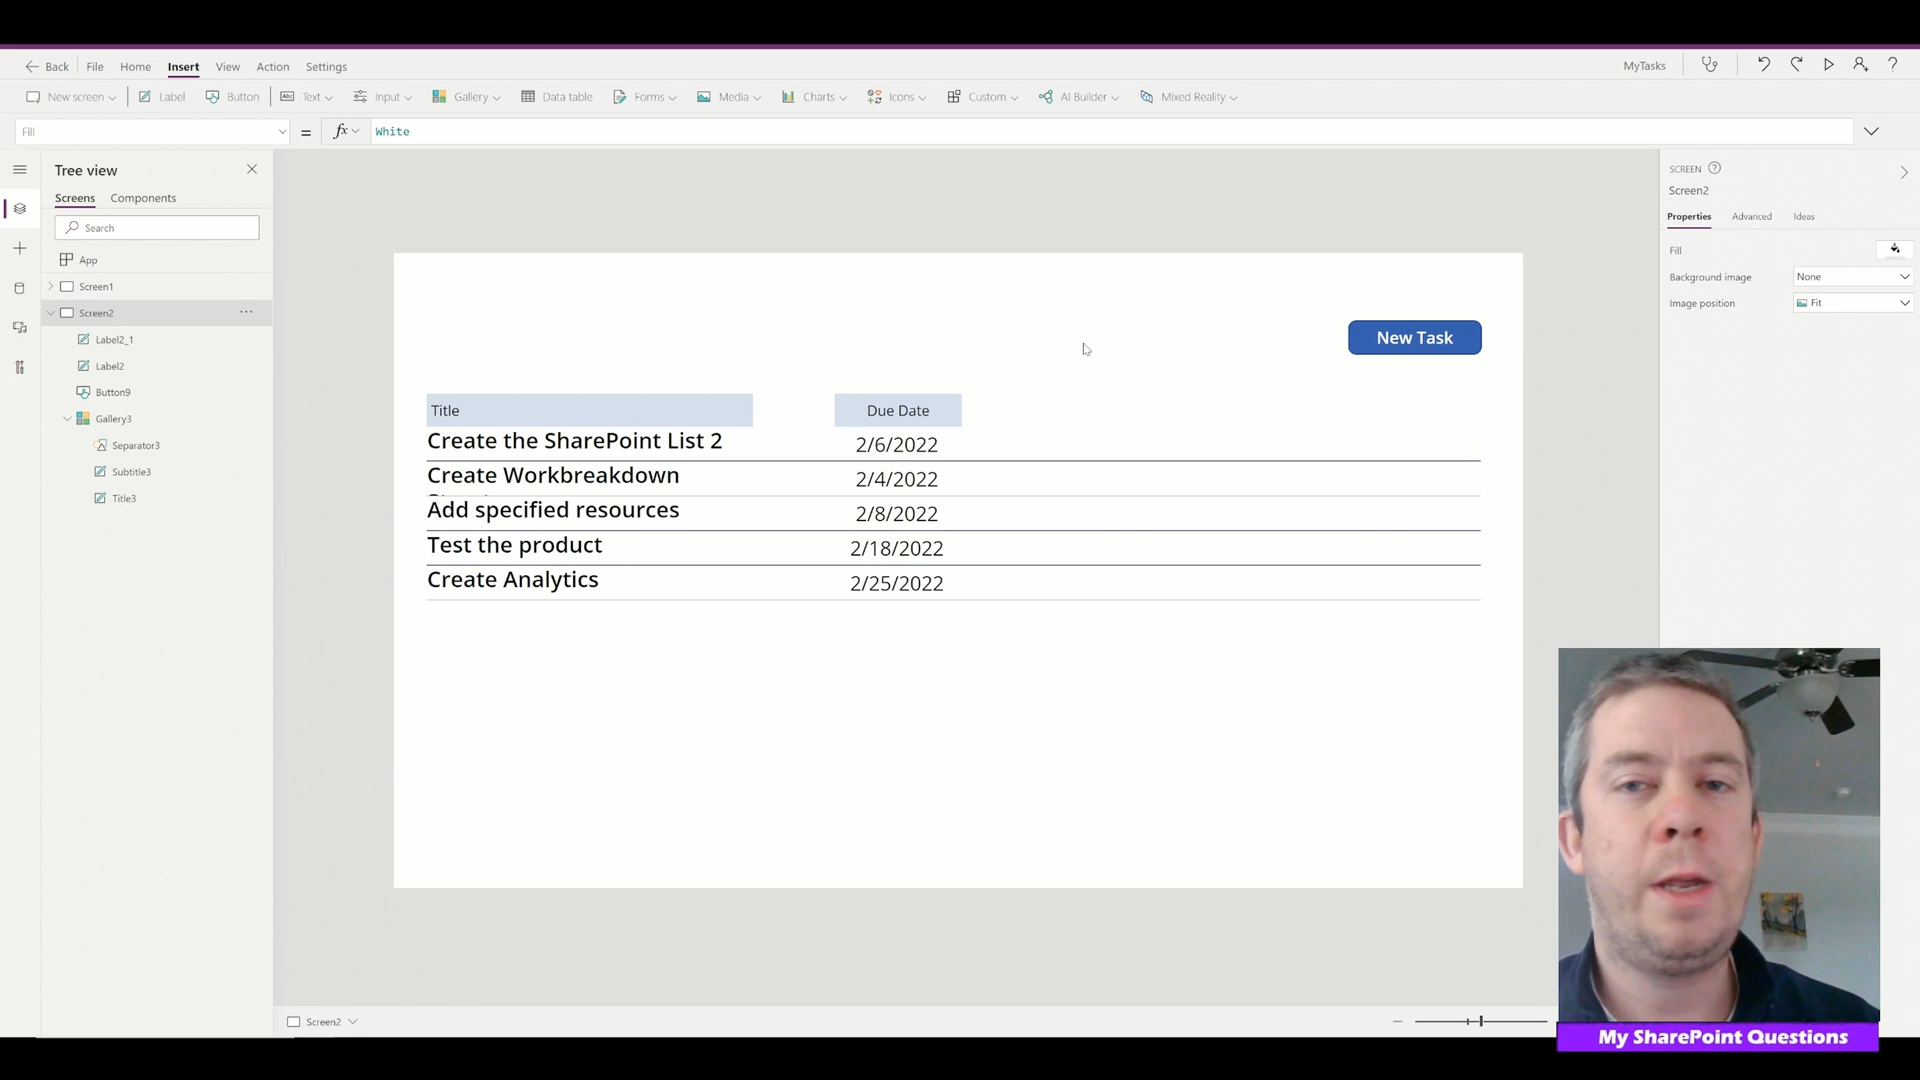 Back File Home Insert View Action Settings MyTasks
New screen Label Button Text Input Gallery Data table Forms Media Charts Icons Custom AI Builder Mixed Reality
Fill = fx White
Tree view
Screens Components
Search
App
Screen1
Screen2 ...
Label2_1
Label2
Button9
Gallery3
Separator3
Subtitle3
Title3
New Task
Title Due Date
Create the SharePoint List 2 2/6/2022
Create Workbreakdown 2/4/2022
Add specified resources 2/8/2022
Test the product 2/18/2022
Create Analytics 2/25/2022
SCREEN ?
Screen2
Properties Advanced Ideas
Fill
Background image None
Image position Fit
Screen2
My SharePoint Questions